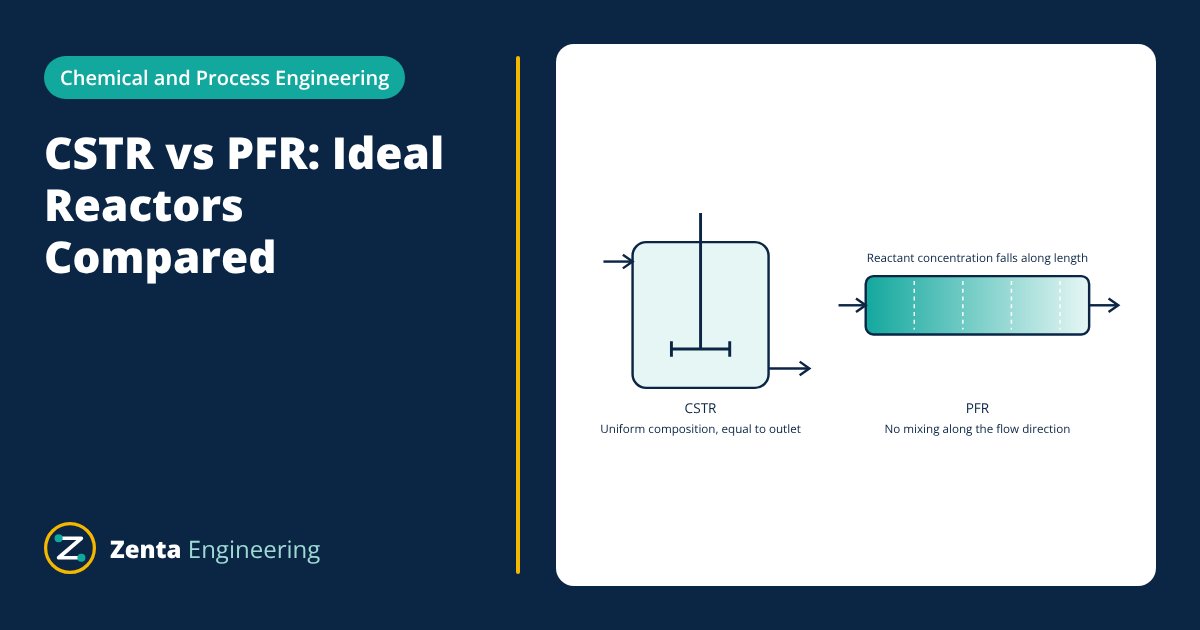 Chemical and Process Engineering
CSTR vs PFR: Ideal
Reactors
Compared
Zenta Engineering
CSTR
Uniform composition, equal to outlet
Reactant concentration falls along length
PFR
No mixing along the flow direction